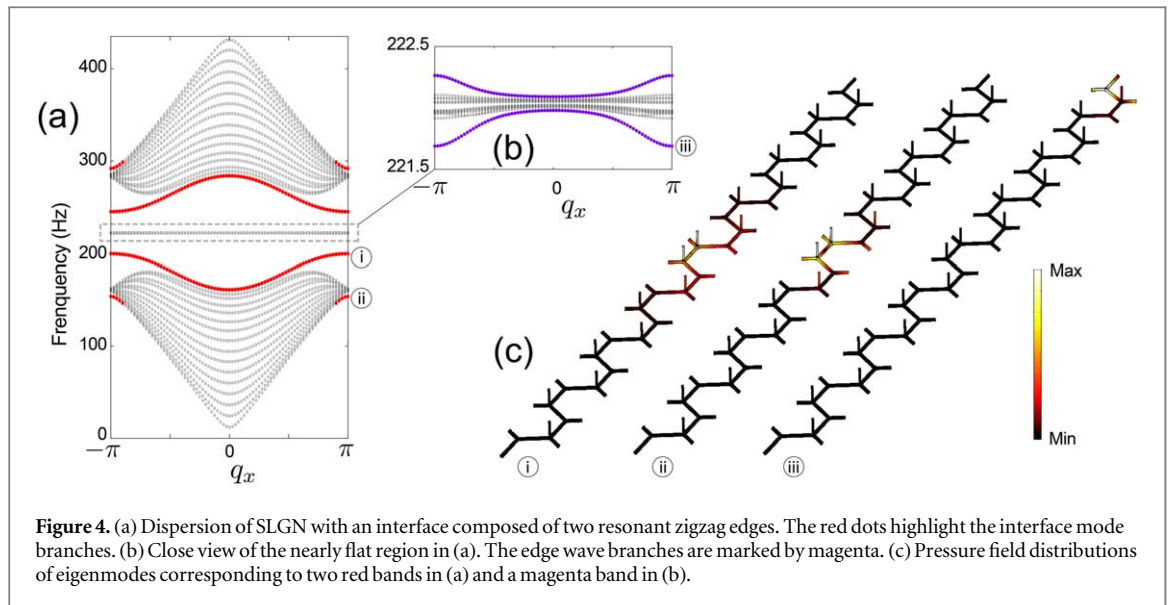 (a)
400
300
200
100
0
Frenquency (Hz)
−π
0
π
q_x
i
ii
222.5
(b)
iii
221.5
−π
0
π
q_x
(c)
i
ii
iii
Max
Min
Figure 4. (a) Dispersion of SLGN with an interface composed of two resonant zigzag edges. The red dots highlight the interface mode
branches. (b) Close view of the nearly flat region in (a). The edge wave branches are marked by magenta. (c) Pressure field distributions
of eigenmodes corresponding to two red bands in (a) and a magenta band in (b).